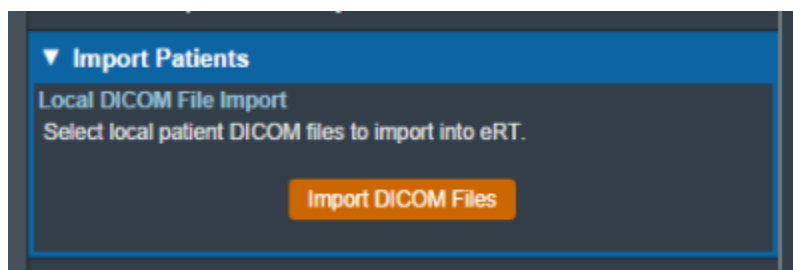 ▼ Import Patients
Local DICOM File Import
Select local patient DICOM files to import into eRT.
Import DICOM Files